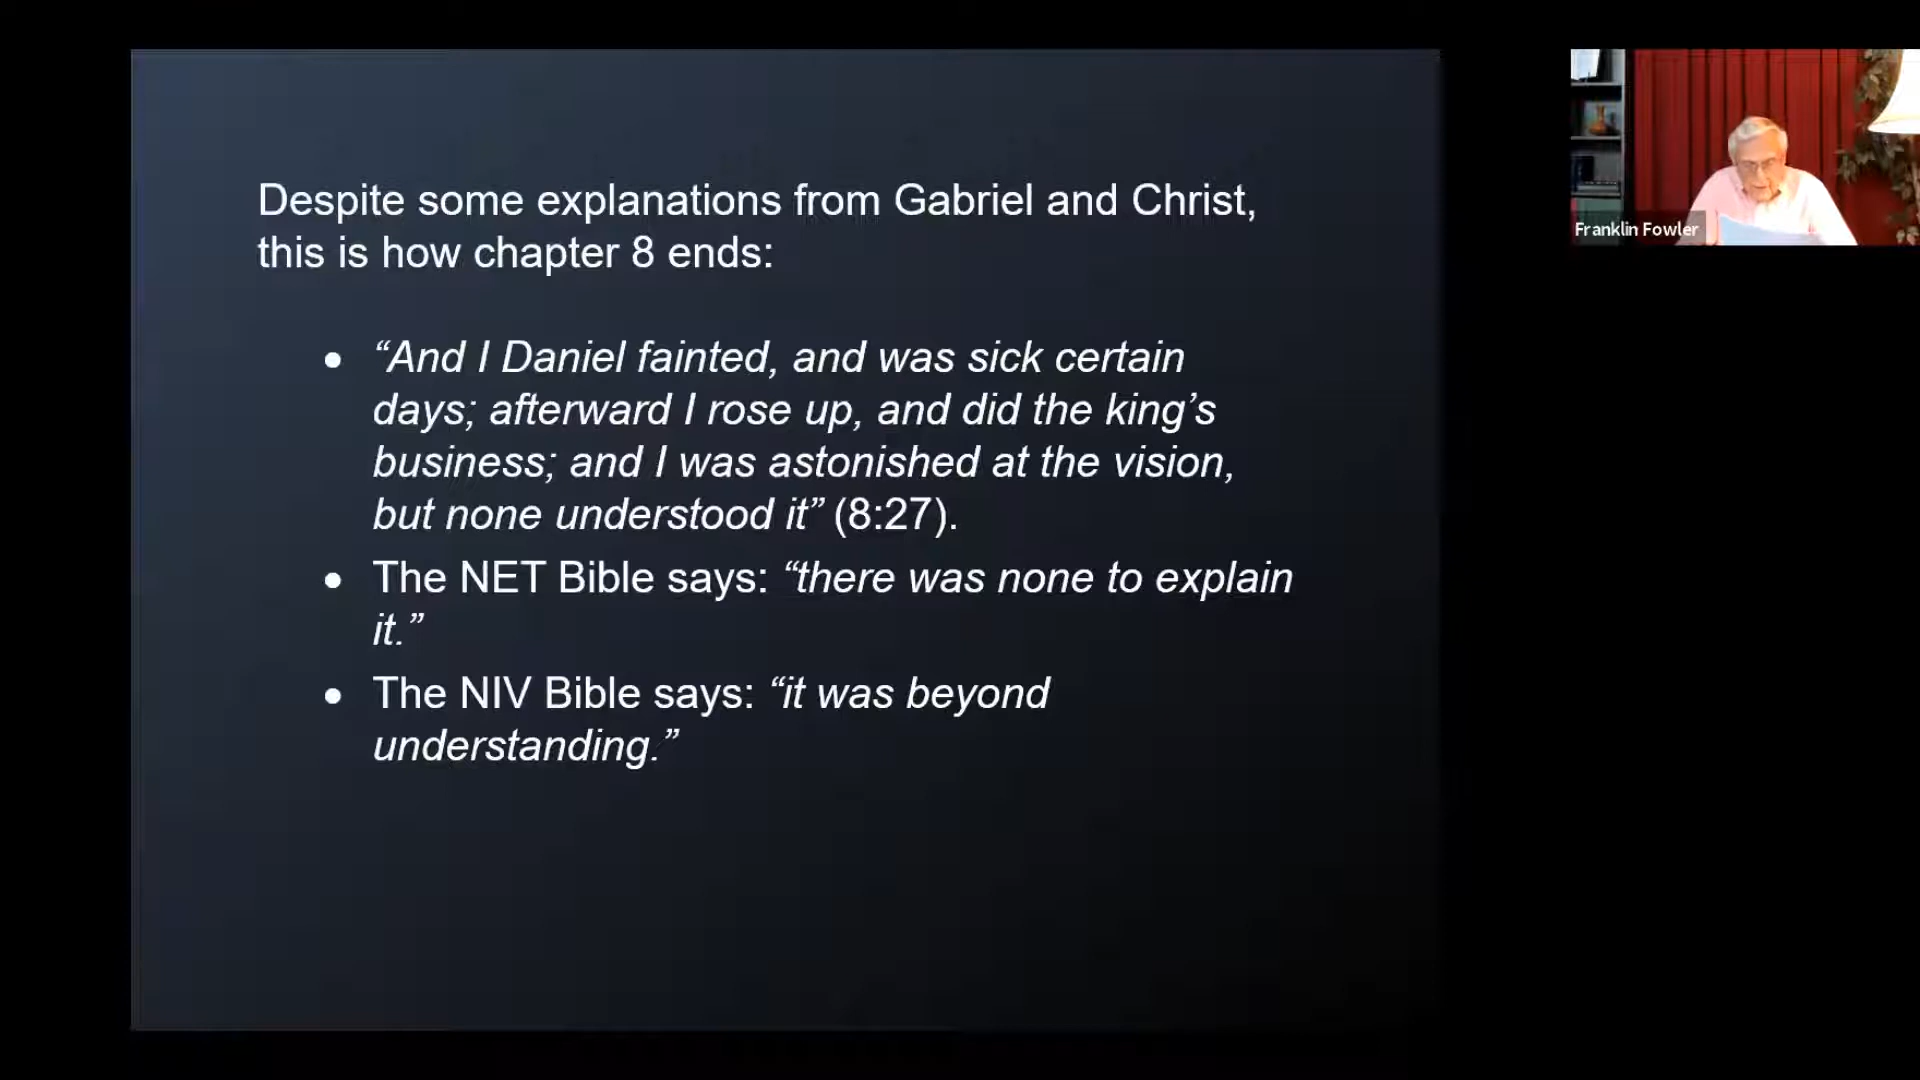 Despite some explanations from Gabriel and Christ,
this is how chapter 8 ends:
• “And I Daniel fainted, and was sick certain
days; afterward I rose up, and did the king’s
business; and I was astonished at the vision,
but none understood it” (8:27).
• The NET Bible says: “there was none to explain
it.”
• The NIV Bible says: “it was beyond
understanding.”
Franklin Fowler